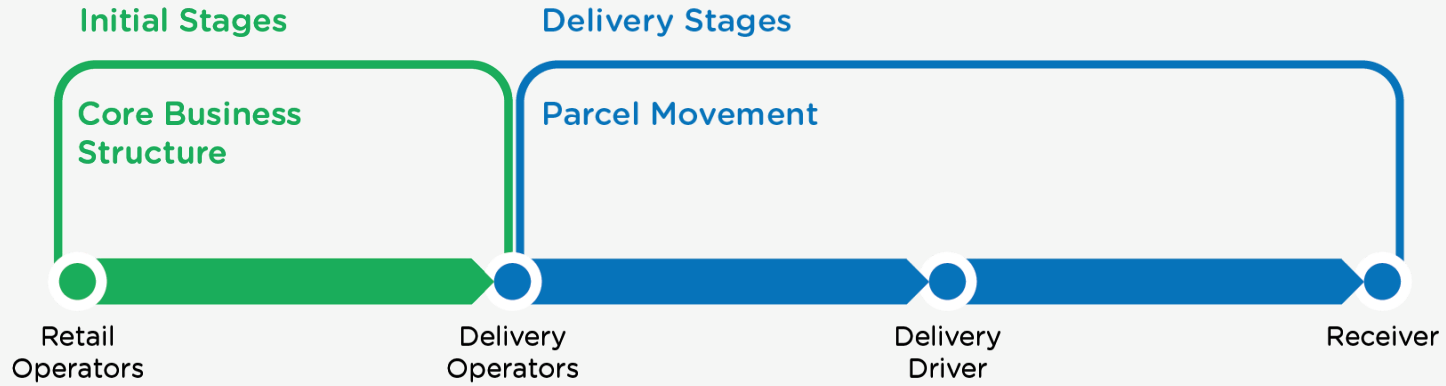 Initial Stages
Delivery Stages
Core Business
Structure
Parcel Movement
Retail
Operators
Delivery
Operators
Delivery
Driver
Receiver